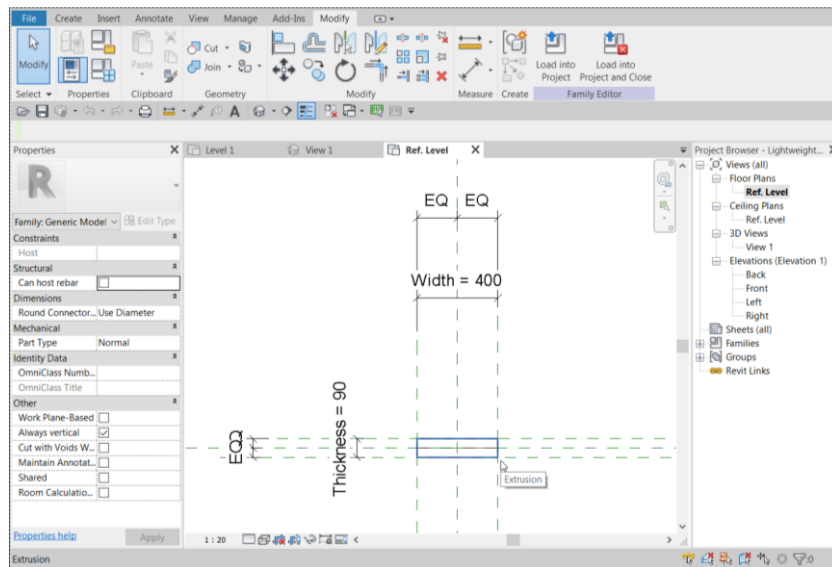 File Create Insert Annotate View Manage Add-Ins Modify
Modify
Paste
Cut
Join
Load into
Project
Load into
Project and Close
Select Properties Clipboard Geometry Modify Measure Create Family Editor
Properties X
Level 1 View 1 Ref. Level X
Project Browser - Lightweight... X
R
Family: Generic Model Edit Type
Constraints
Host
Structural
Can host rebar
Dimensions
Round Connector... Use Diameter
Mechanical
Part Type Normal
Identity Data
OmniClass Numb...
OmniClass Title
Other
Work Plane-Based
Always vertical
Cut with Voids W...
Maintain Annotat...
Shared
Room Calculatio...
Properties help Apply
EQ EQ
Width = 400
Thickness = 90
Extrusion
1 : 20
Views (all)
Floor Plans
Ref. Level
Ceiling Plans
Ref. Level
3D Views
View 1
Elevations (Elevation 1)
Back
Front
Left
Right
Sheets (all)
Families
Groups
Revit Links
Extrusion
:0